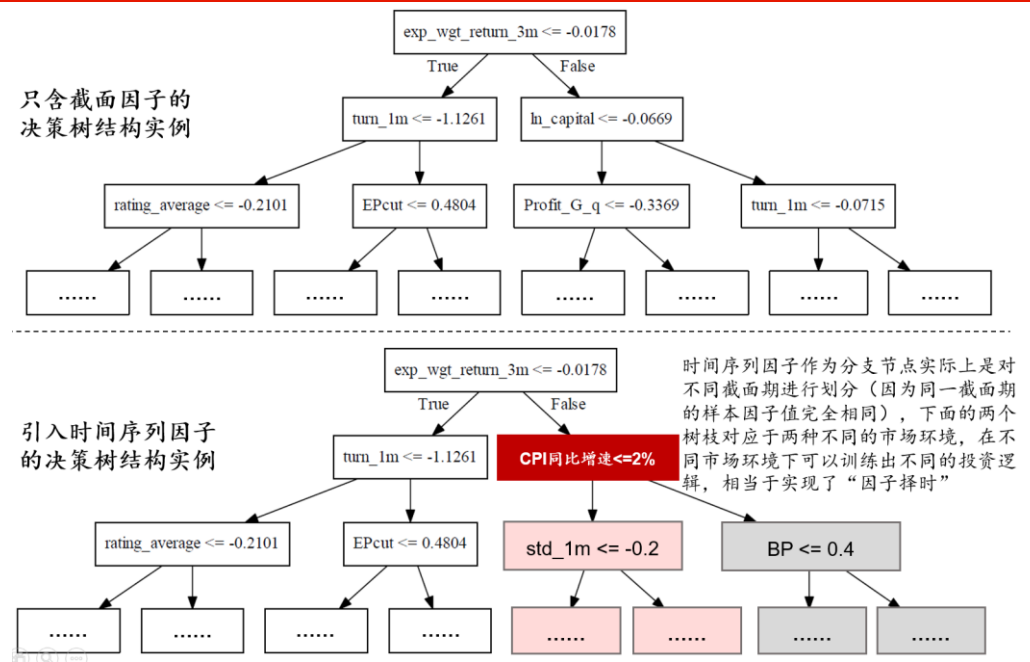 exp_wgt_return_3m <= -0.0178
True
False
只含截面因子的
决策树结构实例
turn_1m <= -1.1261
ln_capital <= -0.0669
rating_average <= -0.2101
EPcut <= 0.4804
Profit_G_q <= -0.3369
turn_1m <= -0.0715
......
......
......
......
......
......
......
......
exp_wgt_return_3m <= -0.0178
True
False
时间序列因子作为分支节点实际上是对
不同截面期进行划分（因为同一截面期
的样本因子值完全相同），下面的两个
树枝对应于两种不同的市场环境，在不
同市场环境下可以训练出不同的投资逻
辑，相当于实现了“因子择时”
引入时间序列因子
的决策树结构实例
turn_1m <= -1.1261
CPI同比增速<=2%
rating_average <= -0.2101
EPcut <= 0.4804
std_1m <= -0.2
BP <= 0.4
......
......
......
......
......
......
......
......